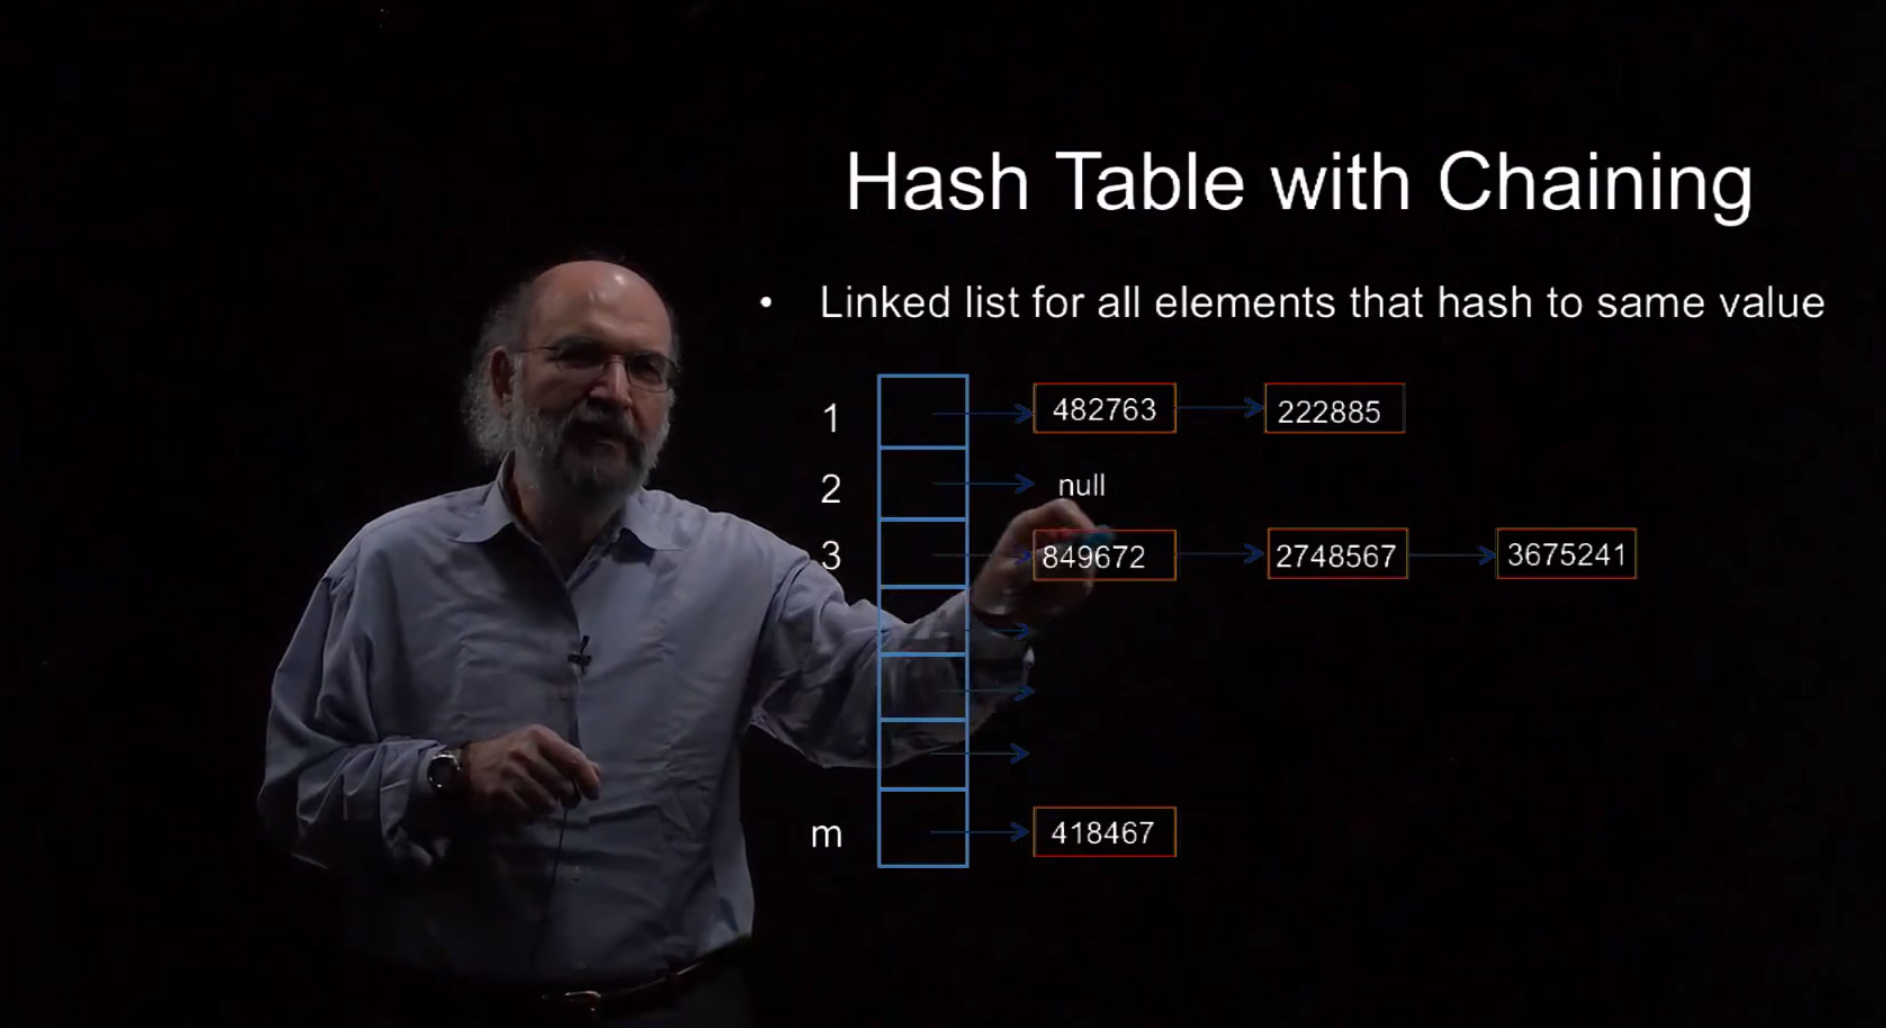 Hash Table with Chaining
• Linked list for all elements that hash to same value
1 482763 222885
2 null
3 849672 2748567 3675241
m 418467